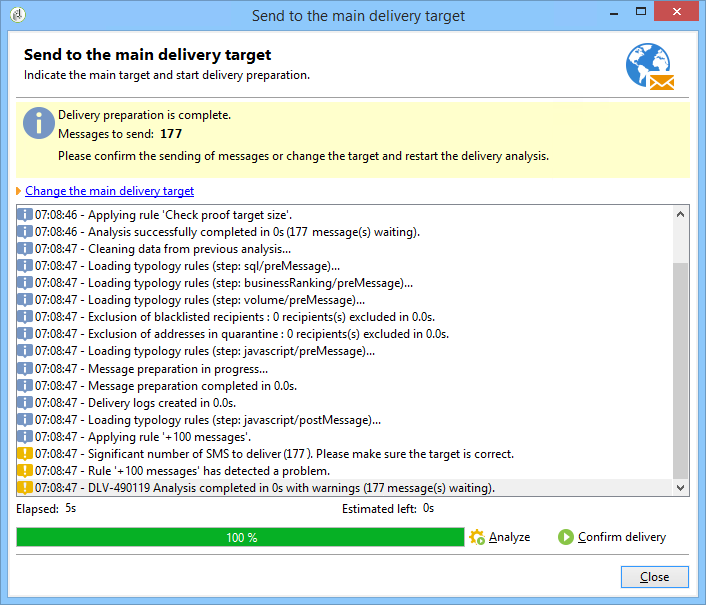 Send to the main delivery target
Send to the main delivery target
Indicate the main target and start delivery preparation.
Delivery preparation is complete.
Messages to send: 177
Please confirm the sending of messages or change the target and restart the delivery analysis.
Change the main delivery target
07:08:46 - Applying rule 'Check proof target size'.
07:08:46 - Analysis successfully completed in 0s (177 message(s) waiting).
07:08:47 - Cleaning data from previous analysis...
07:08:47 - Loading typology rules (step: sql/preMessage)...
07:08:47 - Loading typology rules (step: businessRanking/preMessage)...
07:08:47 - Loading typology rules (step: volume/preMessage)...
07:08:47 - Exclusion of blacklisted recipients : 0 recipients(s) excluded in 0.0s.
07:08:47 - Exclusion of addresses in quarantine : 0 recipients(s) excluded in 0.0s.
07:08:47 - Loading typology rules (step: javascript/preMessage)...
07:08:47 - Message preparation in progress...
07:08:47 - Message preparation completed in 0.0s.
07:08:47 - Delivery logs created in 0.0s.
07:08:47 - Loading typology rules (step: javascript/postMessage)...
07:08:47 - Applying rule '+100 messages'.
07:08:47 - Significant number of SMS to deliver (177). Please make sure the target is correct.
07:08:47 - Rule '+100 messages' has detected a problem.
07:08:47 - DLV-490119 Analysis completed in 0s with warnings (177 message(s) waiting).
Elapsed: 5s Estimated left: 0s
100 % Analyze Confirm delivery
Close